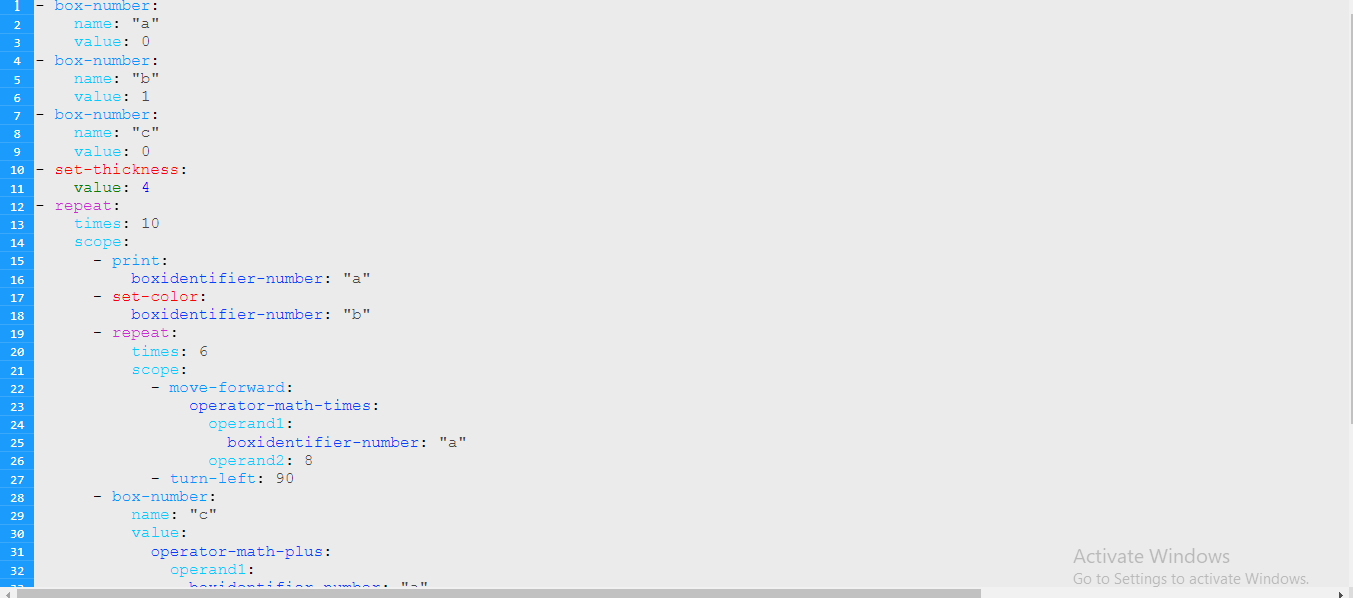 1 - box-number:
2     name: "a"
3     value: 0
4 - box-number:
5     name: "b"
6     value: 1
7 - box-number:
8     name: "c"
9     value: 0
10 - set-thickness:
11     value: 4
12 - repeat:
13     times: 10
14     scope:
15       - print:
16           boxidentifier-number: "a"
17       - set-color:
18           boxidentifier-number: "b"
19       - repeat:
20           times: 6
21           scope:
22             - move-forward:
23                 operator-math-times:
24                   operand1:
25                     boxidentifier-number: "a"
26                   operand2: 8
27             - turn-left: 90
28       - box-number:
29           name: "c"
30           value:
31             operator-math-plus:
32               operand1:
33                 boxidentifier-number: "a"
Activate Windows
Go to Settings to activate Windows.